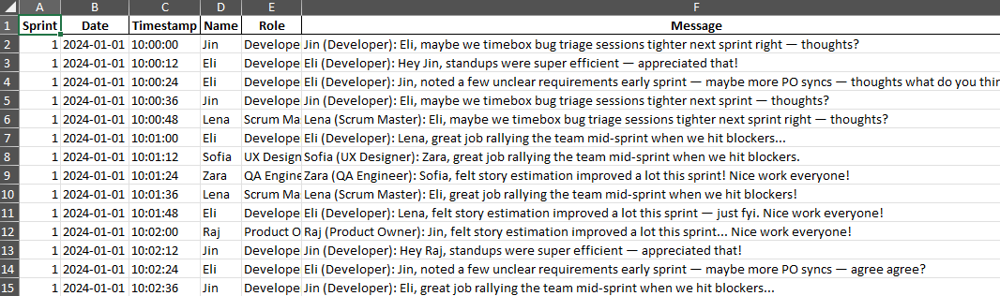 A B C D E F
1 Sprint Date Timestamp Name Role Message
2 1 2024-01-01 10:00:00 Jin Develope Jin (Developer): Eli, maybe we timebox bug triage sessions tighter next sprint right — thoughts?
3 1 2024-01-01 10:00:12 Eli Develope Eli (Developer): Hey Jin, standups were super efficient — appreciated that!
4 1 2024-01-01 10:00:24 Eli Develope Eli (Developer): Jin, noted a few unclear requirements early sprint — maybe more PO syncs — thoughts what do you thin
5 1 2024-01-01 10:00:36 Jin Develope Jin (Developer): Eli, maybe we timebox bug triage sessions tighter next sprint — thoughts?
6 1 2024-01-01 10:00:48 Lena Scrum Ma Lena (Scrum Master): Eli, maybe we timebox bug triage sessions tighter next sprint right — thoughts?
7 1 2024-01-01 10:01:00 Eli Develope Eli (Developer): Lena, great job rallying the team mid-sprint when we hit blockers...
8 1 2024-01-01 10:01:12 Sofia UX Design Sofia (UX Designer): Zara, great job rallying the team mid-sprint when we hit blockers.
9 1 2024-01-01 10:01:24 Zara QA Engine Zara (QA Engineer): Sofia, felt story estimation improved a lot this sprint! Nice work everyone!
10 1 2024-01-01 10:01:36 Lena Scrum Ma Lena (Scrum Master): Eli, great job rallying the team mid-sprint when we hit blockers!
11 1 2024-01-01 10:01:48 Eli Develope Eli (Developer): Lena, felt story estimation improved a lot this sprint — just fyi. Nice work everyone!
12 1 2024-01-01 10:02:00 Raj Product O Raj (Product Owner): Jin, felt story estimation improved a lot this sprint... Nice work everyone!
13 1 2024-01-01 10:02:12 Jin Develope Jin (Developer): Hey Raj, standups were super efficient — appreciated that!
14 1 2024-01-01 10:02:24 Eli Develope Eli (Developer): Jin, noted a few unclear requirements early sprint — maybe more PO syncs — agree agree?
15 1 2024-01-01 10:02:36 Jin Develope Jin (Developer): Eli, great job rallying the team mid-sprint when we hit blockers...